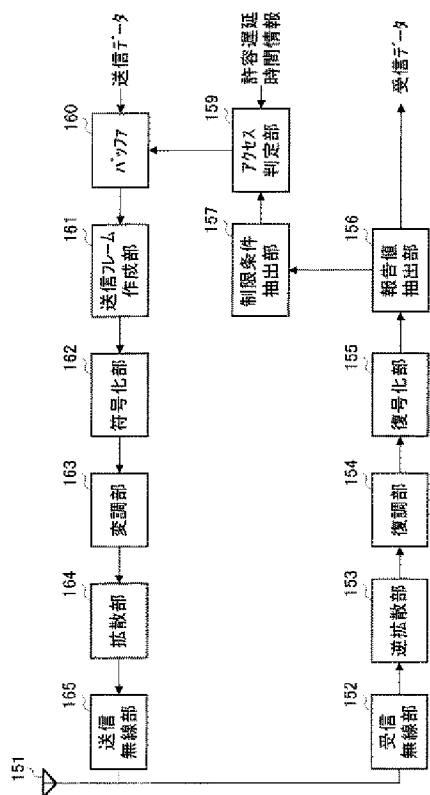 151
165
送信
無線部
164
拡散部
163
変調部
162
符号化部
161
送信フレーム
作成部
160
バッファ
送信データ
159
アクセス
判定部
許容遅延
時間情報
157
制限条件
抽出部
152
受信
無線部
153
逆拡散部
154
復調部
155
復号化部
156
報告値
抽出部
受信データ